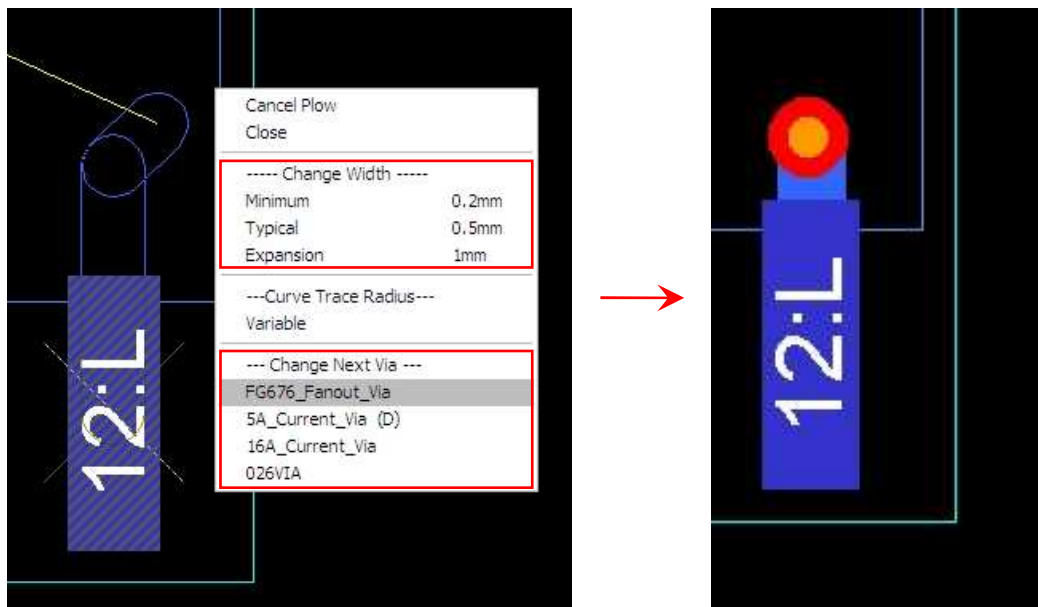 Cancel Plow
Close
----- Change Width -----
Minimum 0.2mm
Typical 0.5mm
Expansion 1mm
---Curve Trace Radius---
Variable
--- Change Next Via ---
FG676_Fanout_Via
5A_Current_Via (D)
16A_Current_Via
026VIA
12:L
12:L